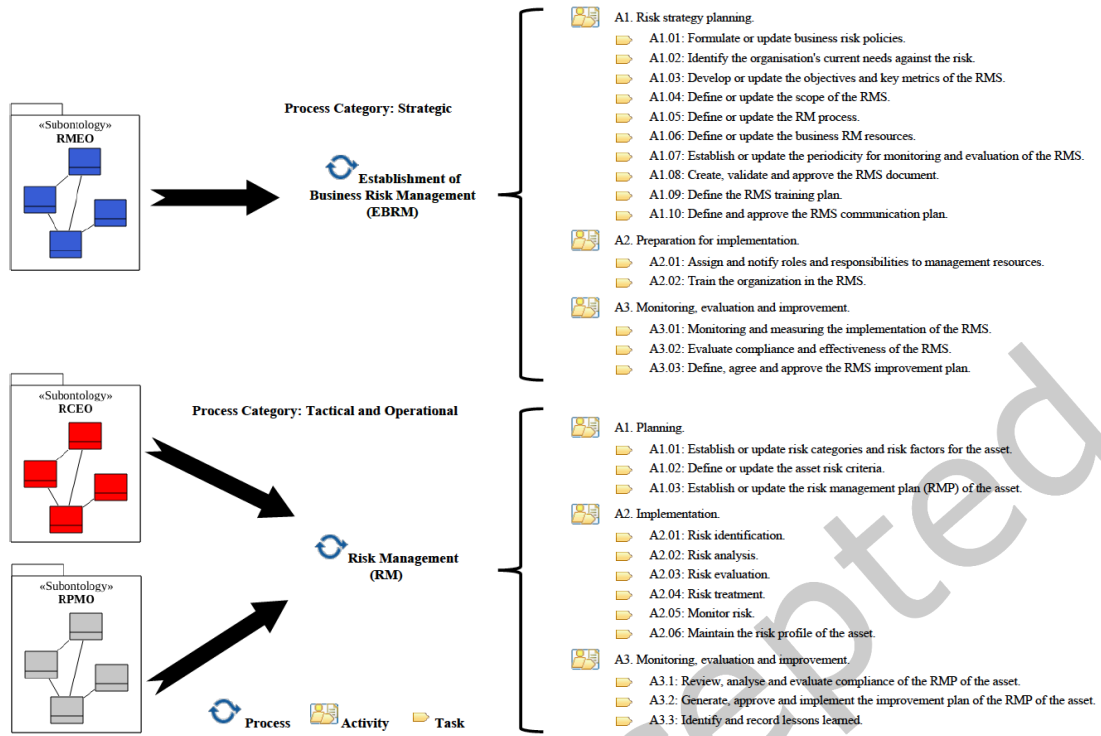 «Subontology»
RMEO
Process Category: Strategic
Establishment of
Business Risk Management
(EBRM)
A1. Risk strategy planning.
A1.01: Formulate or update business risk policies.
A1.02: Identify the organisation's current needs against the risk.
A1.03: Develop or update the objectives and key metrics of the RMS.
A1.04: Define or update the scope of the RMS.
A1.05: Define or update the RM process.
A1.06: Define or update the business RM resources.
A1.07: Establish or update the periodicity for monitoring and evaluation of the RMS.
A1.08: Create, validate and approve the RMS document.
A1.09: Define the RMS training plan.
A1.10: Define and approve the RMS communication plan.
A2. Preparation for implementation.
A2.01: Assign and notify roles and responsibilities to management resources.
A2.02: Train the organization in the RMS.
A3. Monitoring, evaluation and improvement.
A3.01: Monitoring and measuring the implementation of the RMS.
A3.02: Evaluate compliance and effectiveness of the RMS.
A3.03: Define, agree and approve the RMS improvement plan.
«Subontology»
RCEO
Process Category: Tactical and Operational
«Subontology»
RPMO
Risk Management
(RM)
A1. Planning.
A1.01: Establish or update risk categories and risk factors for the asset.
A1.02: Define or update the asset risk criteria.
A1.03: Establish or update the risk management plan (RMP) of the asset.
A2. Implementation.
A2.01: Risk identification.
A2.02: Risk analysis.
A2.03: Risk evaluation.
A2.04: Risk treatment.
A2.05: Monitor risk.
A2.06: Maintain the risk profile of the asset.
A3. Monitoring, evaluation and improvement.
A3.1: Review, analyse and evaluate compliance of the RMP of the asset.
A3.2: Generate, approve and implement the improvement plan of the RMP of the asset.
A3.3: Identify and record lessons learned.
Process
Activity
Task
epted